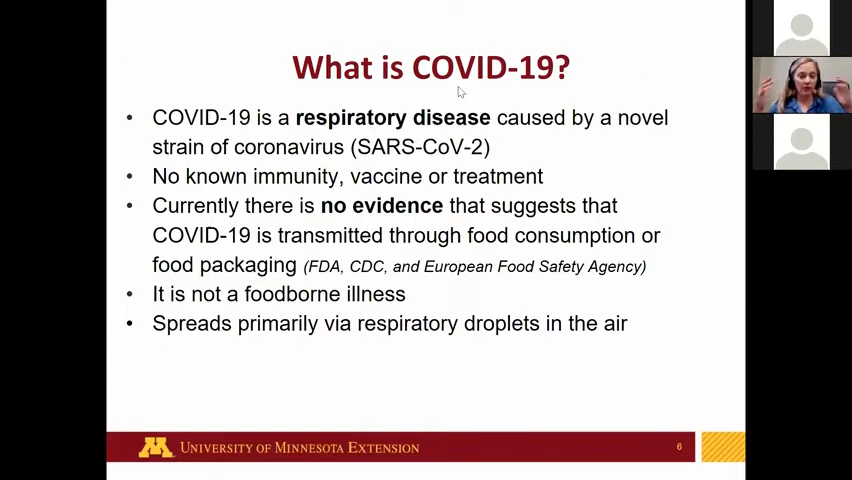 What is COVID-19?
• COVID-19 is a respiratory disease caused by a novel
strain of coronavirus (SARS-CoV-2)
• No known immunity, vaccine or treatment
• Currently there is no evidence that suggests that
COVID-19 is transmitted through food consumption or
food packaging (FDA, CDC, and European Food Safety Agency)
• It is not a foodborne illness
• Spreads primarily via respiratory droplets in the air
M UNIVERSITY OF MINNESOTA EXTENSION
6